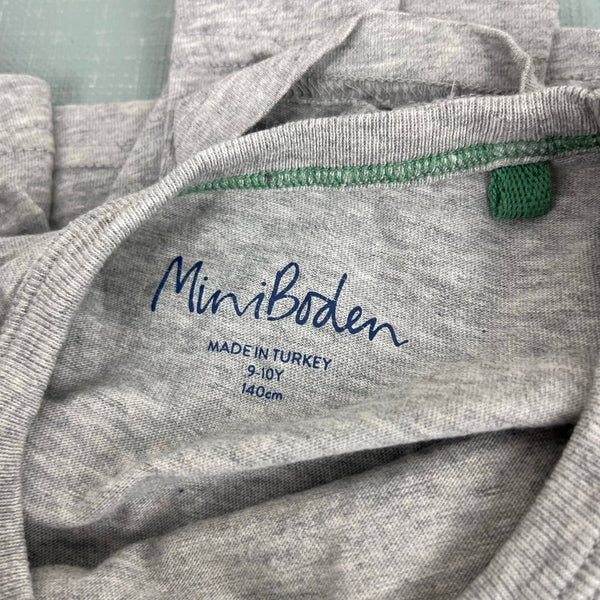 MiniBoden
MADE IN TURKEY
9-10Y
140cm